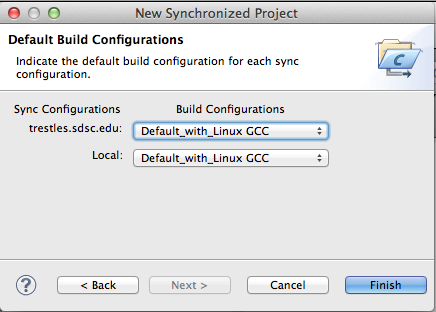 New Synchronized Project
Default Build Configurations
Indicate the default build configuration for each sync
configuration.
C
Sync Configurations Build Configurations
trestles.sdsc.edu: Default_with_Linux GCC
Local: Default_with_Linux GCC
? < Back Next > Cancel Finish